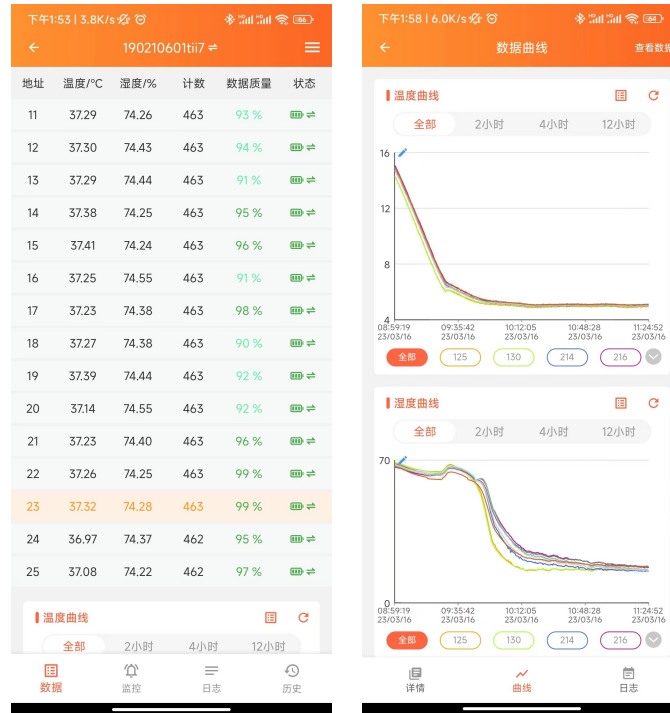 下午1:53 | 3.8K/s
66
190210601tii7
地址 温度/°C 湿度/% 计数 数据质量 状态
11 37.29 74.26 463 93 %
12 37.30 74.43 463 94 %
13 37.29 74.44 463 91 %
14 37.38 74.25 463 95 %
15 37.41 74.24 463 96 %
16 37.25 74.55 463 91 %
17 37.23 74.38 463 98 %
18 37.27 74.38 463 90 %
19 37.39 74.44 463 92 %
20 37.14 74.55 463 92 %
21 37.23 74.40 463 96 %
22 37.26 74.25 463 99 %
23 37.32 74.28 463 99 %
24 36.97 74.37 462 95 %
25 37.08 74.22 462 97 %
温度曲线
全部 2小时 4小时 12小时
数据 监控 日志 历史
下午1:58 | 6.0K/s
64
数据曲线 查看数据
温度曲线
全部 2小时 4小时 12小时
16
12
8
4
08:59:19 09:35:42 10:12:05 10:48:28 11:24:52
23/03/16 23/03/16 23/03/16 23/03/16 23/03/16
全部 125 130 214 216
湿度曲线
全部 2小时 4小时 12小时
70
0
08:59:19 09:35:42 10:12:05 10:48:28 11:24:52
23/03/16 23/03/16 23/03/16 23/03/16 23/03/16
全部 125 130 214 216
详情 曲线 日志